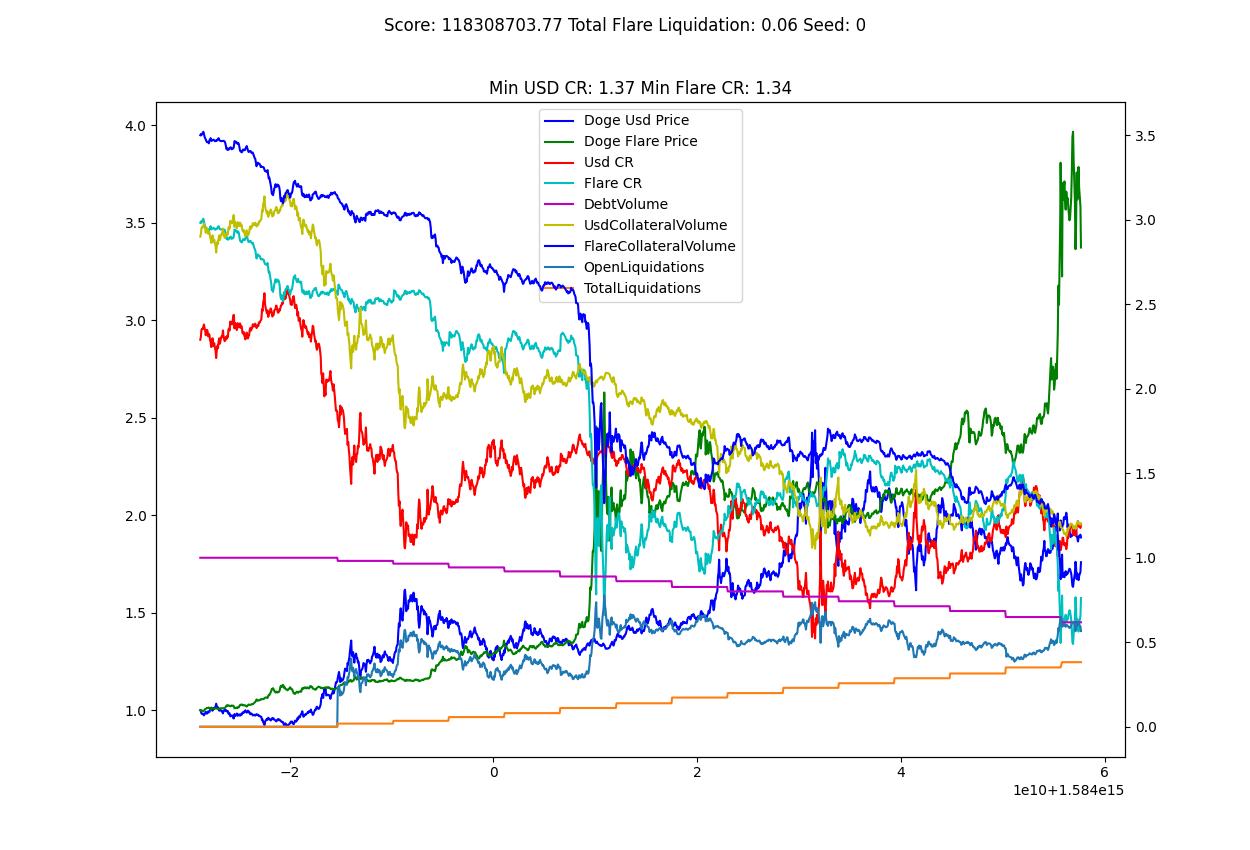 Score: 118308703.77 Total Flare Liquidation: 0.06 Seed: 0
Min USD CR: 1.37 Min Flare CR: 1.34
Doge Usd Price
Doge Flare Price
Usd CR
Flare CR
DebtVolume
UsdCollateralVolume
FlareCollateralVolume
OpenLiquidations
TotalLiquidations
4.0
3.5
3.0
2.5
2.0
1.5
1.0
3.5
3.0
2.5
2.0
1.5
1.0
0.5
0.0
−2 0 2 4 6
1e10+1.584e15